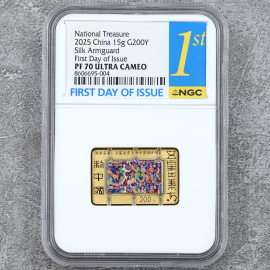 National Treasure
2025 China 15g G200Y
Silk Armguard
First Day of Issue
PF 70 ULTRA CAMEO
8606695-004
1st
FIRST DAY OF ISSUE
NGC
200